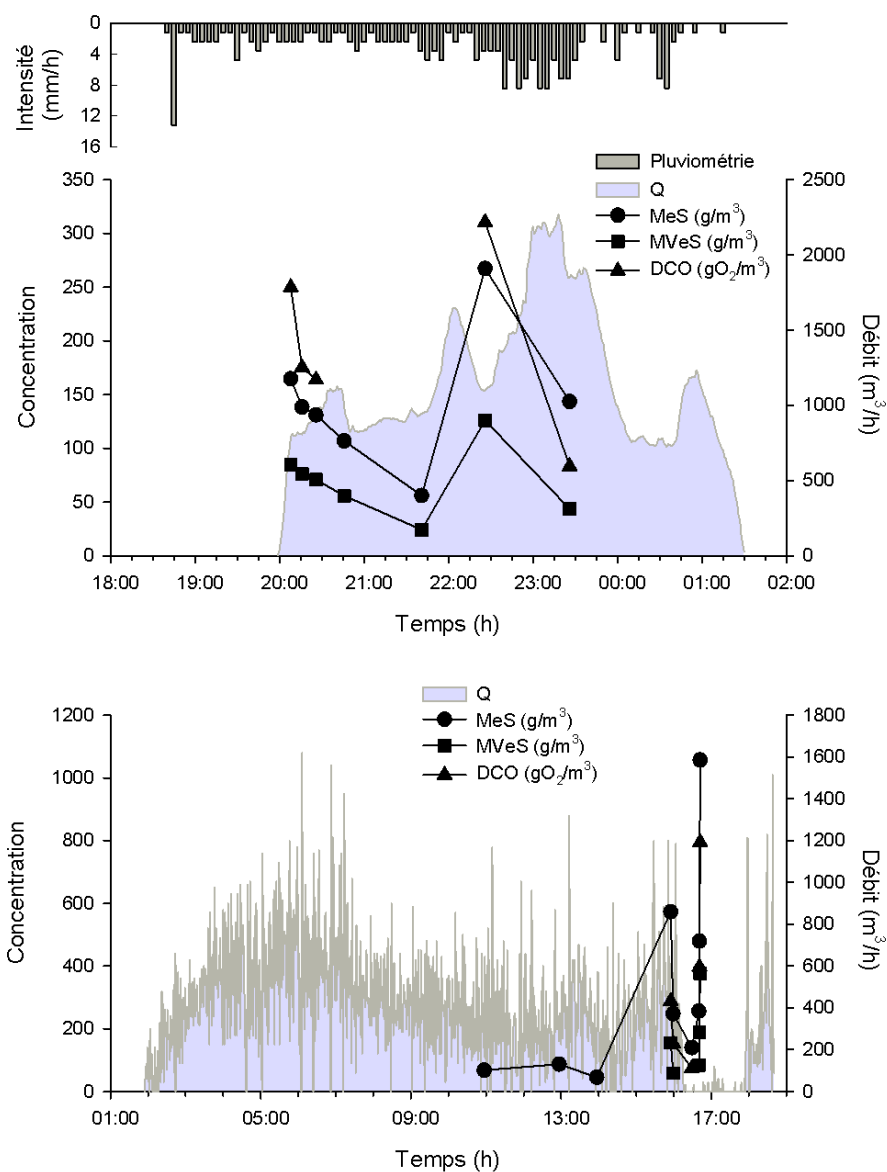 0
4
8
12
16
Intensité
(mm/h)
Pluviométrie
Q
MeS (g/m³)
MVeS (g/m³)
DCO (gO₂/m³)
350
300
250
200
150
100
50
0
Concentration
2500
2000
1500
1000
500
0
Débit (m³/h)
18:00 19:00 20:00 21:00 22:00 23:00 00:00 01:00 02:00
Temps (h)
Q
MeS (g/m³)
MVeS (g/m³)
DCO (gO₂/m³)
1200
1000
800
600
400
200
0
Concentration
1800
1600
1400
1200
1000
800
600
400
200
0
Débit (m³/h)
01:00 05:00 09:00 13:00 17:00
Temps (h)